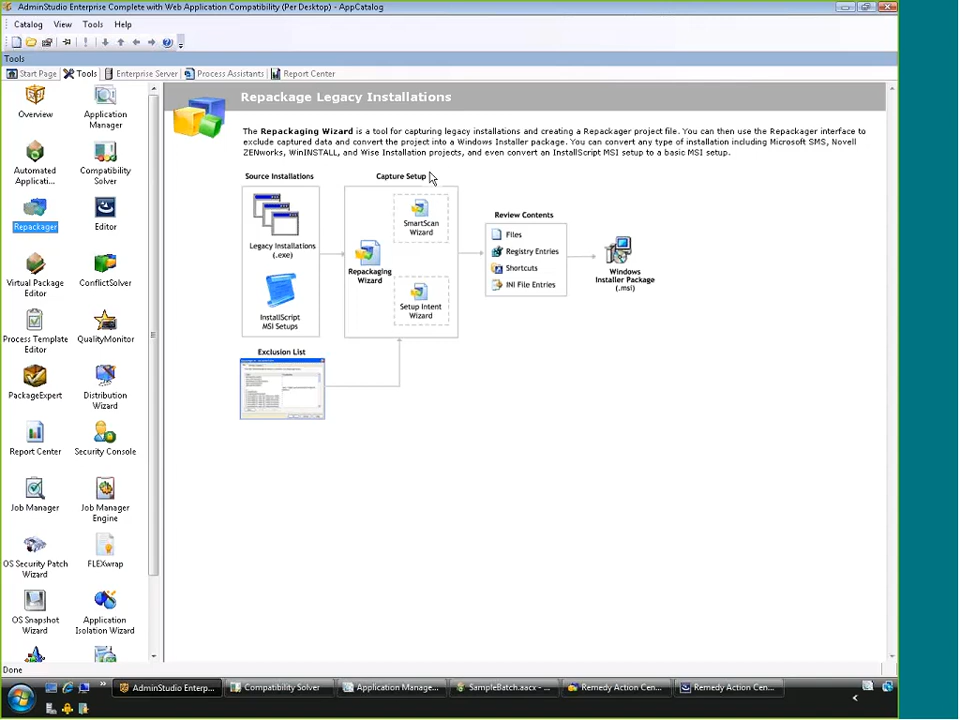 AdminStudio Enterprise Complete with Web Application Compatibility (Per Desktop) - AppCatalog
Catalog View Tools Help
Tools
Start Page Tools Enterprise Server Process Assistants Report Center
Overview
Application Manager
Automated Applicati...
Compatibility Solver
Repackager
Editor
Virtual Package Editor
ConflictSolver
Process Template Editor
QualityMonitor
PackageExpert
Distribution Wizard
Report Center
Security Console
Job Manager
Job Manager Engine
OS Security Patch Wizard
FLEXwrap
OS Snapshot Wizard
Application Isolation Wizard
Repackage Legacy Installations
The Repackaging Wizard is a tool for capturing legacy installations and creating a Repackager project file. You can then use the Repackager interface to
exclude captured data and convert the project into a Windows Installer package. You can convert any type of installation including Microsoft SMS, Novell
ZENworks, WinINSTALL, and Wise Installation projects, and even convert an InstallScript MSI setup to a basic MSI setup.
Source Installations
Legacy Installations
(.exe)
InstallScript
MSI Setups
Exclusion List
Capture Setup
Repackaging
Wizard
SmartScan
Wizard
Setup Intent
Wizard
Review Contents
Files
Registry Entries
Shortcuts
INI File Entries
Windows
Installer Package
(.msi)
Done
AdminStudio Enterp... Compatibility Solver Application Manage... SampleBatch.aacx - ... Remedy Action Cen... Remedy Action Cen...